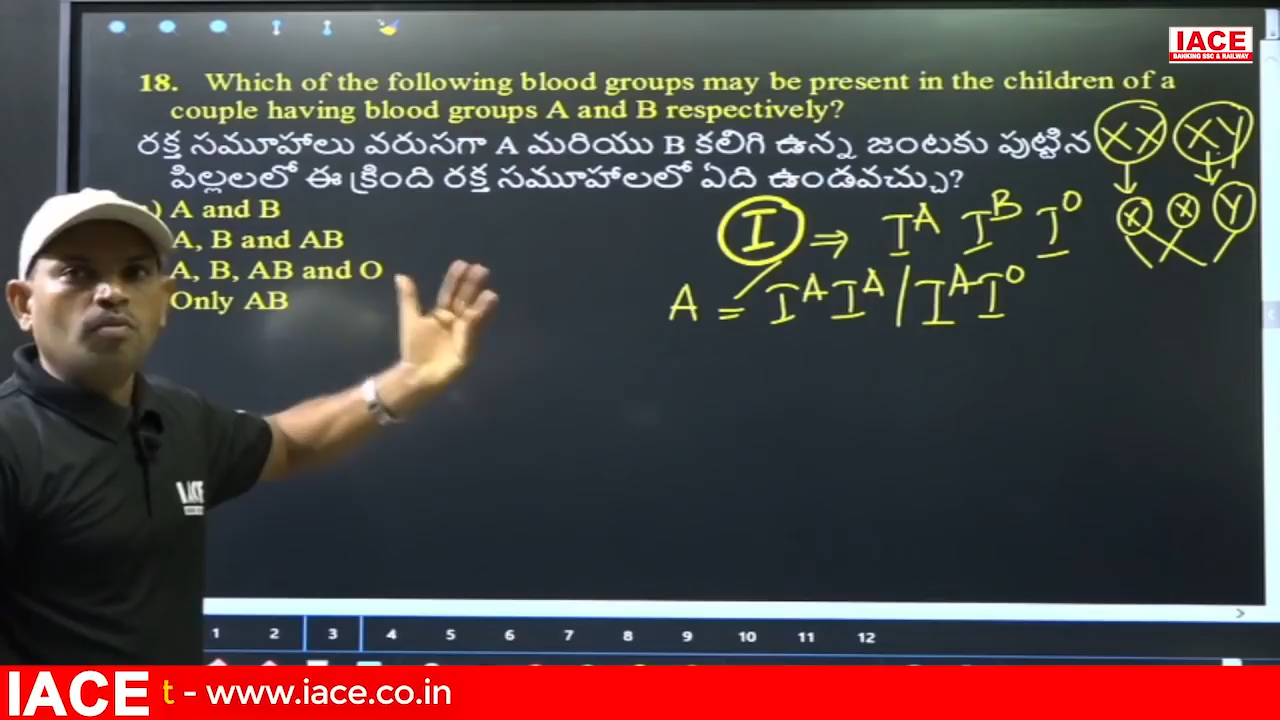 IACE
BANKING SSC & RAILWAY
18. Which of the following blood groups may be present in the children of a
couple having blood groups A and B respectively?
రక్త సమూహాలు వరుసగా A మరియు B కలిగి ఉన్న జంటకు పుట్టిన
పిల్లలలో ఈ క్రింది రక్త సమూహాలలో ఏది ఉండవచ్చు?
A and B
A, B and AB
A, B, AB and O
Only AB
XX XY
X X Y
I ⇒ I^A I^B I^O
A = I^A I^A / I^A I^O
1 2 3 4 5 6 7 8 9 10 11 12
IACE t - www.iace.co.in